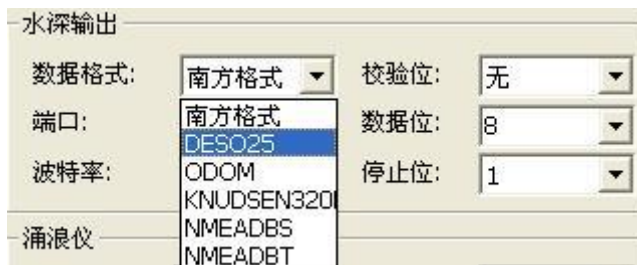 水深输出
数据格式: 南方格式 校验位: 无
端口: 南方格式 数据位: 8
DESO25
波特率: ODOM 停止位: 1
KNUDSEN320
NMEADBS
涌浪仪
NMEADBT